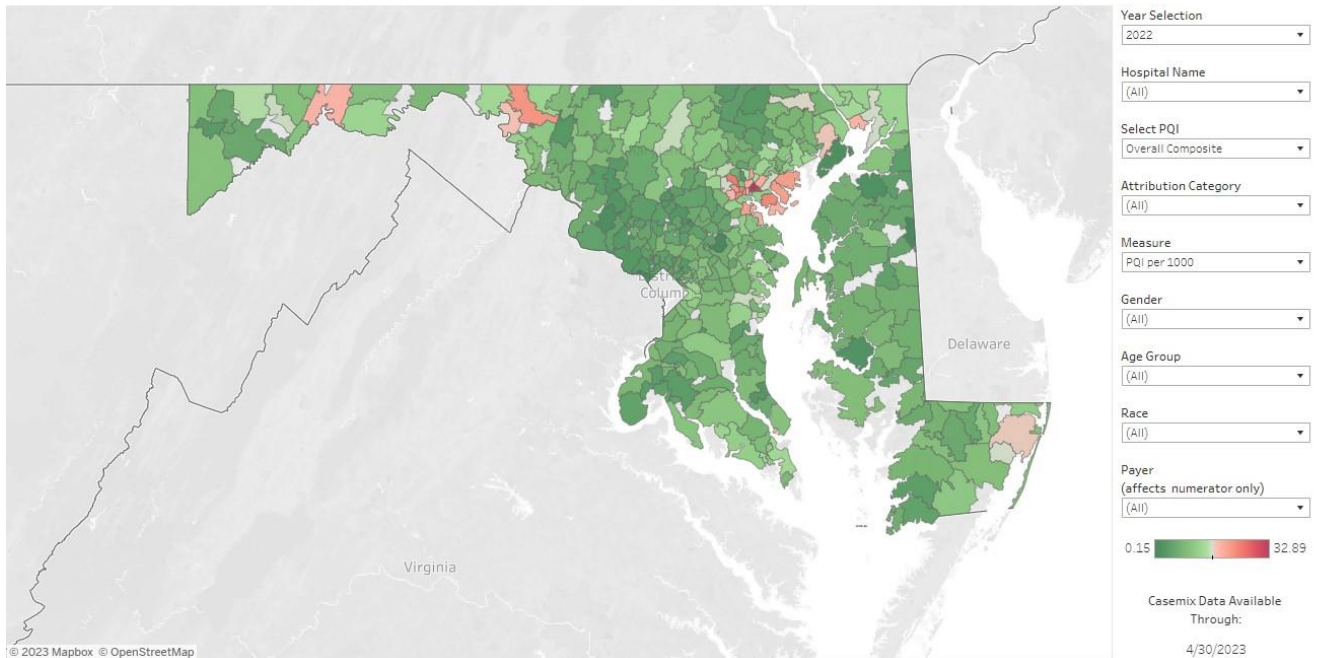 Year Selection
2022
Hospital Name
(All)
Select PQI
Overall Composite
Attribution Category
(All)
Measure
PQI per 1000
Gender
(All)
Age Group
(All)
Race
(All)
Payer
(affects numerator only)
(All)
0.15
32.89
Casemix Data Available
Through:
4/30/2023
Delaware
Virginia
© 2023 Mapbox © OpenStreetMap